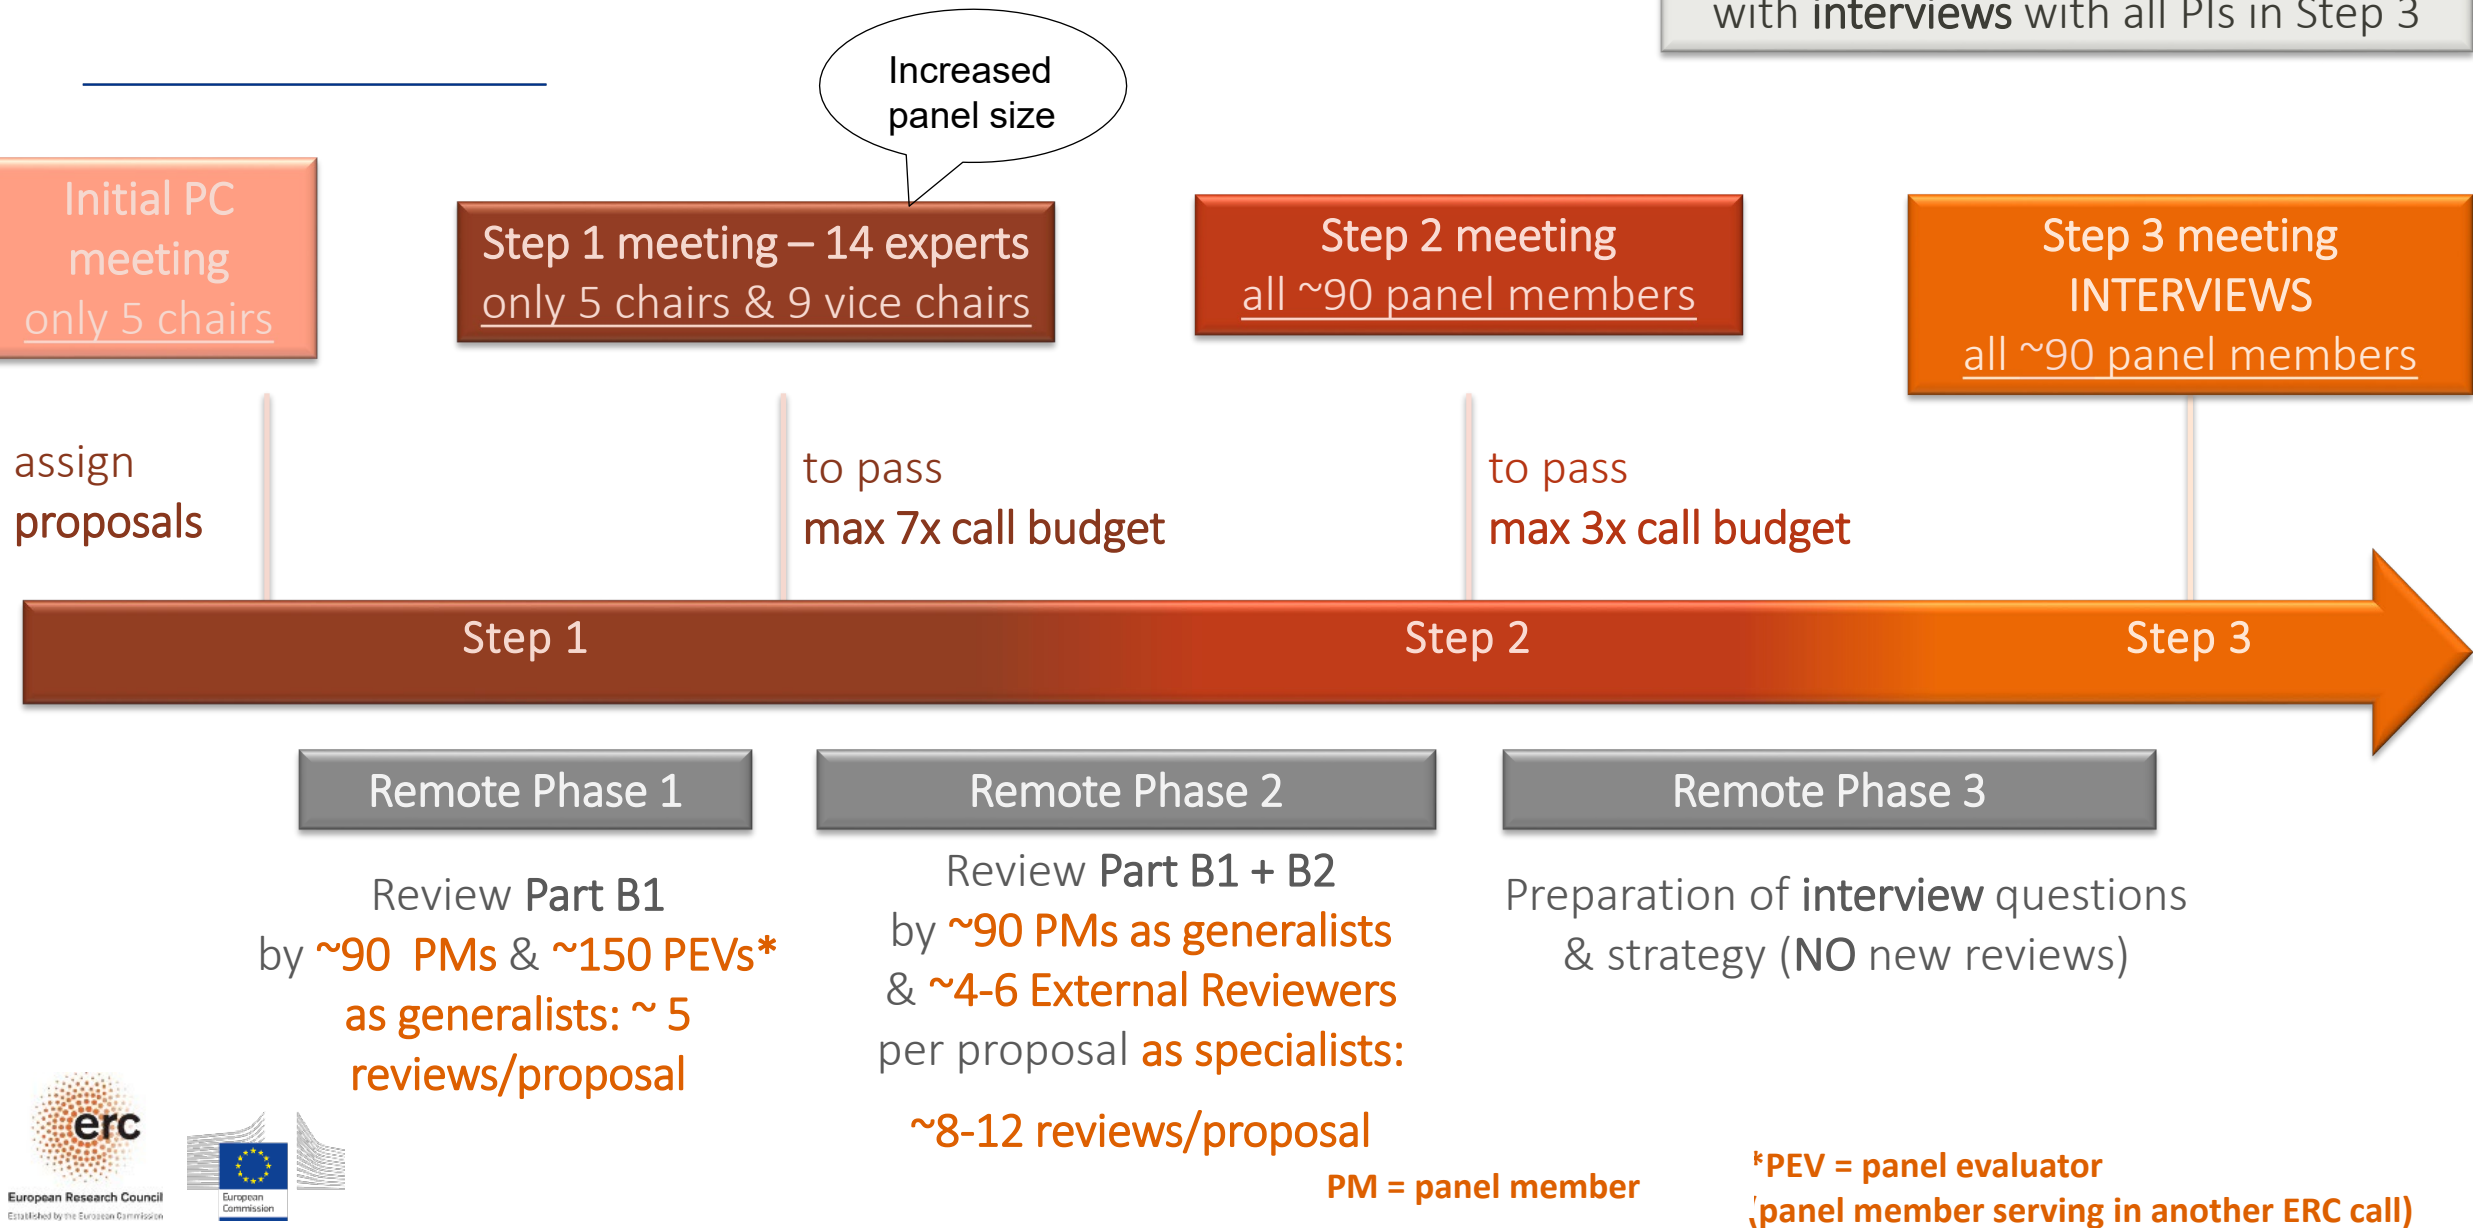 with interviews with all PIs in Step 3
Increased
panel size
Initial PC
meeting
only 5 chairs
Step 1 meeting – 14 experts
only 5 chairs & 9 vice chairs
Step 2 meeting
all ~90 panel members
Step 3 meeting
INTERVIEWS
all ~90 panel members
assign
proposals
to pass
max 7x call budget
to pass
max 3x call budget
Step 1
Step 2
Step 3
Remote Phase 1
Remote Phase 2
Remote Phase 3
Review Part B1
by ~90 PMs & ~150 PEVs*
as generalists: ~ 5
reviews/proposal
Review Part B1 + B2
by ~90 PMs as generalists
& ~4-6 External Reviewers
per proposal as specialists:
~8-12 reviews/proposal
Preparation of interview questions
& strategy (NO new reviews)
PM = panel member
*PEV = panel evaluator
(panel member serving in another ERC call)
erc
European Research Council
Established by the European Commission
European
Commission